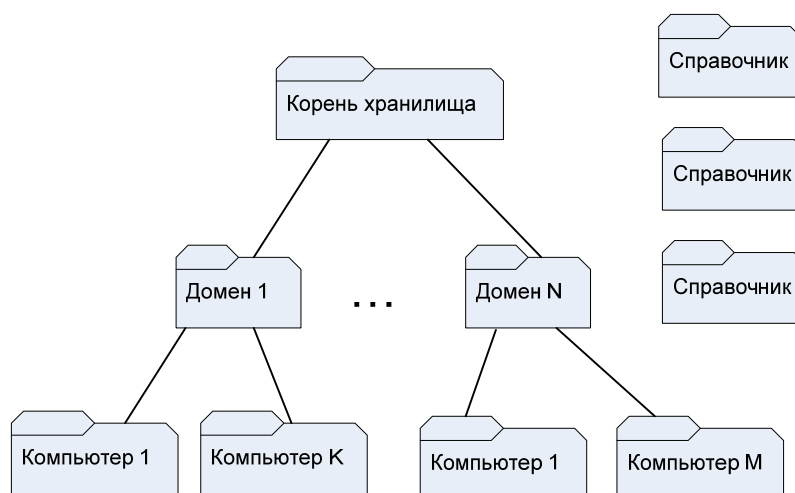 Справочник
Корень хранилища
Справочник
Справочник
Домен 1
...
Домен N
Компьютер 1
Компьютер K
Компьютер 1
Компьютер M